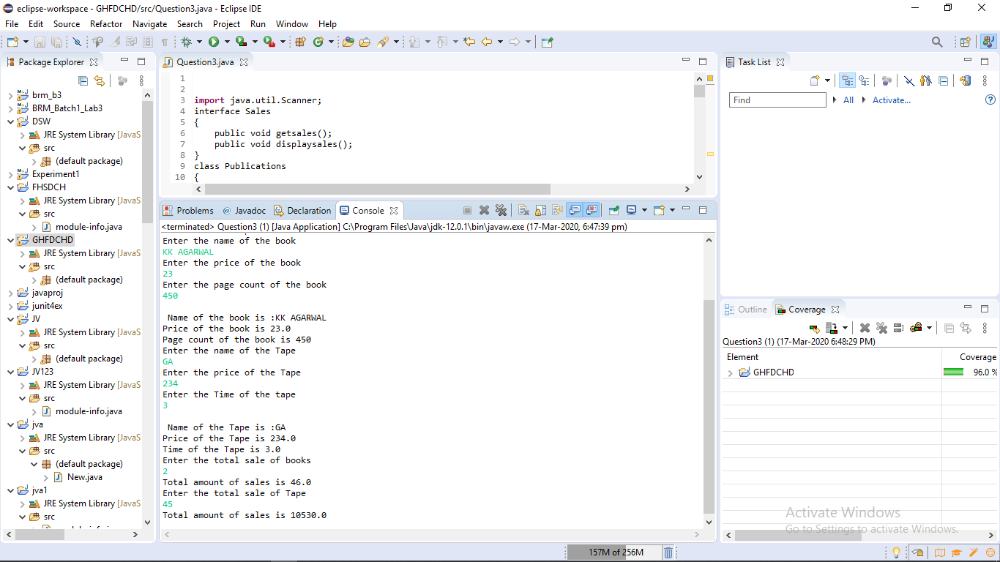 eclipse-workspace - GHFDCHD/src/Question3.java - Eclipse IDE
File Edit Source Refactor Navigate Search Project Run Window Help
Package Explorer
brm_b3
BRM_Batch1_Lab3
DSW
JRE System Library [JavaS
src
(default package)
Experiment1
FHSDCH
JRE System Library [JavaS
src
module-info.java
GHFDCHD
JRE System Library [JavaS
src
(default package)
javaproj
junit4ex
JV
JRE System Library [JavaS
src
(default package)
JV123
JRE System Library [JavaS
src
module-info.java
jva
JRE System Library [JavaS
src
(default package)
New.java
jva1
JRE System Library [JavaS
src
Question3.java
1
2
3 import java.util.Scanner;
4 interface Sales
5 {
6 public void getsales();
7 public void displaysales();
8 }
9 class Publications
10 {
Problems @ Javadoc Declaration Console
<terminated> Question3 (1) [Java Application] C:\Program Files\Java\jdk-12.0.1\bin\javaw.exe (17-Mar-2020, 6:47:39 pm)
Enter the name of the book
KK AGARWAL
Enter the price of the book
23
Enter the page count of the book
450
Name of the book is :KK AGARWAL
Price of the book is 23.0
Page count of the book is 450
Enter the name of the Tape
GA
Enter the price of the Tape
234
Enter the Time of the tape
3
Name of the Tape is :GA
Price of the Tape is 234.0
Time of the Tape is 3.0
Enter the total sale of books
2
Total amount of sales is 46.0
Enter the total sale of Tape
45
Total amount of sales is 10530.0
Task List
Find All Activate...
Outline Coverage
Question3 (1) (17-Mar-2020 6:48:29 PM)
Element Coverage
GHFDCHD 96.0 %
Activate Windows
Go to Settings to activate Windows.
157M of 256M